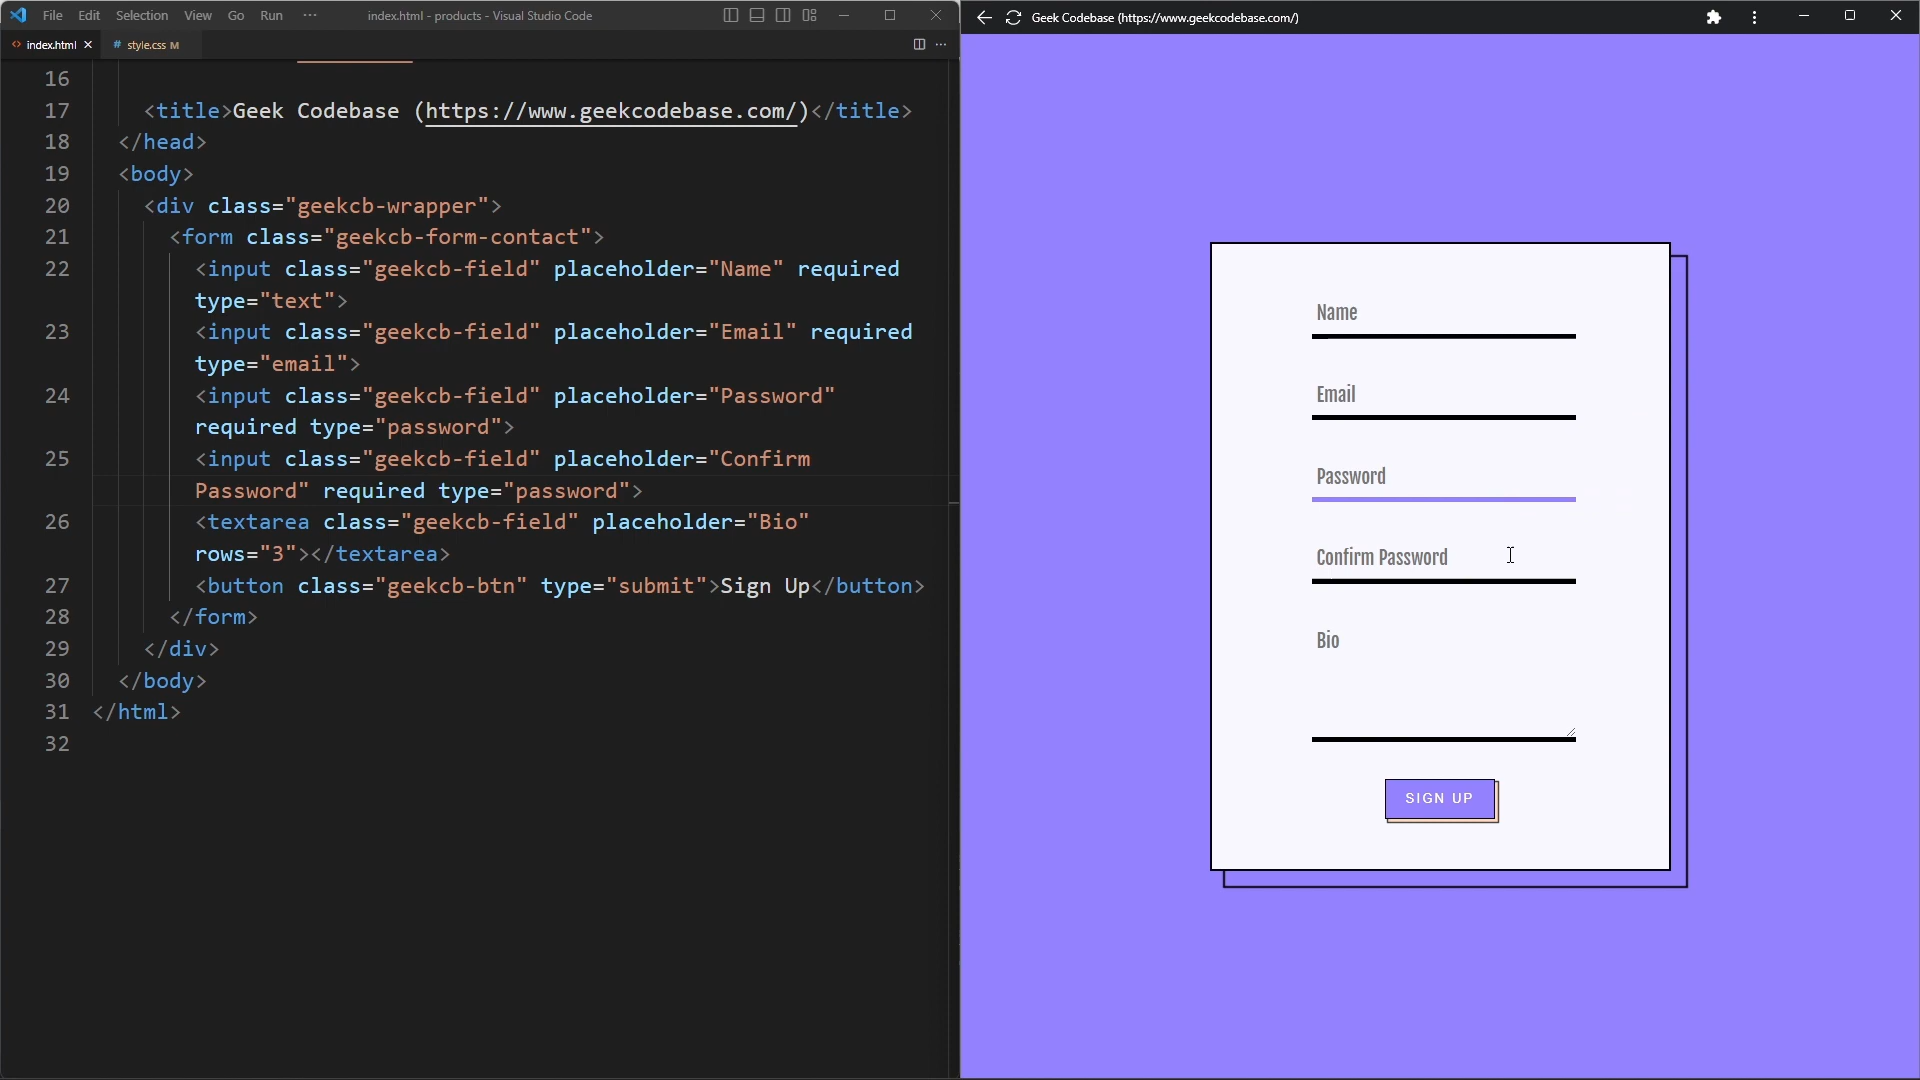 File Edit Selection View Go Run ··· index.html - products - Visual Studio Code
index.html style.css M
16
17 <title>Geek Codebase (https://www.geekcodebase.com/)</title>
18 </head>
19 <body>
20 <div class="geekcb-wrapper">
21 <form class="geekcb-form-contact">
22 <input class="geekcb-field" placeholder="Name" required
type="text">
23 <input class="geekcb-field" placeholder="Email" required
type="email">
24 <input class="geekcb-field" placeholder="Password"
required type="password">
25 <input class="geekcb-field" placeholder="Confirm
Password" required type="password">
26 <textarea class="geekcb-field" placeholder="Bio"
rows="3"></textarea>
27 <button class="geekcb-btn" type="submit">Sign Up</button>
28 </form>
29 </div>
30 </body>
31 </html>
32
Geek Codebase (https://www.geekcodebase.com/)
Name
Email
Password
Confirm Password
Bio
SIGN UP